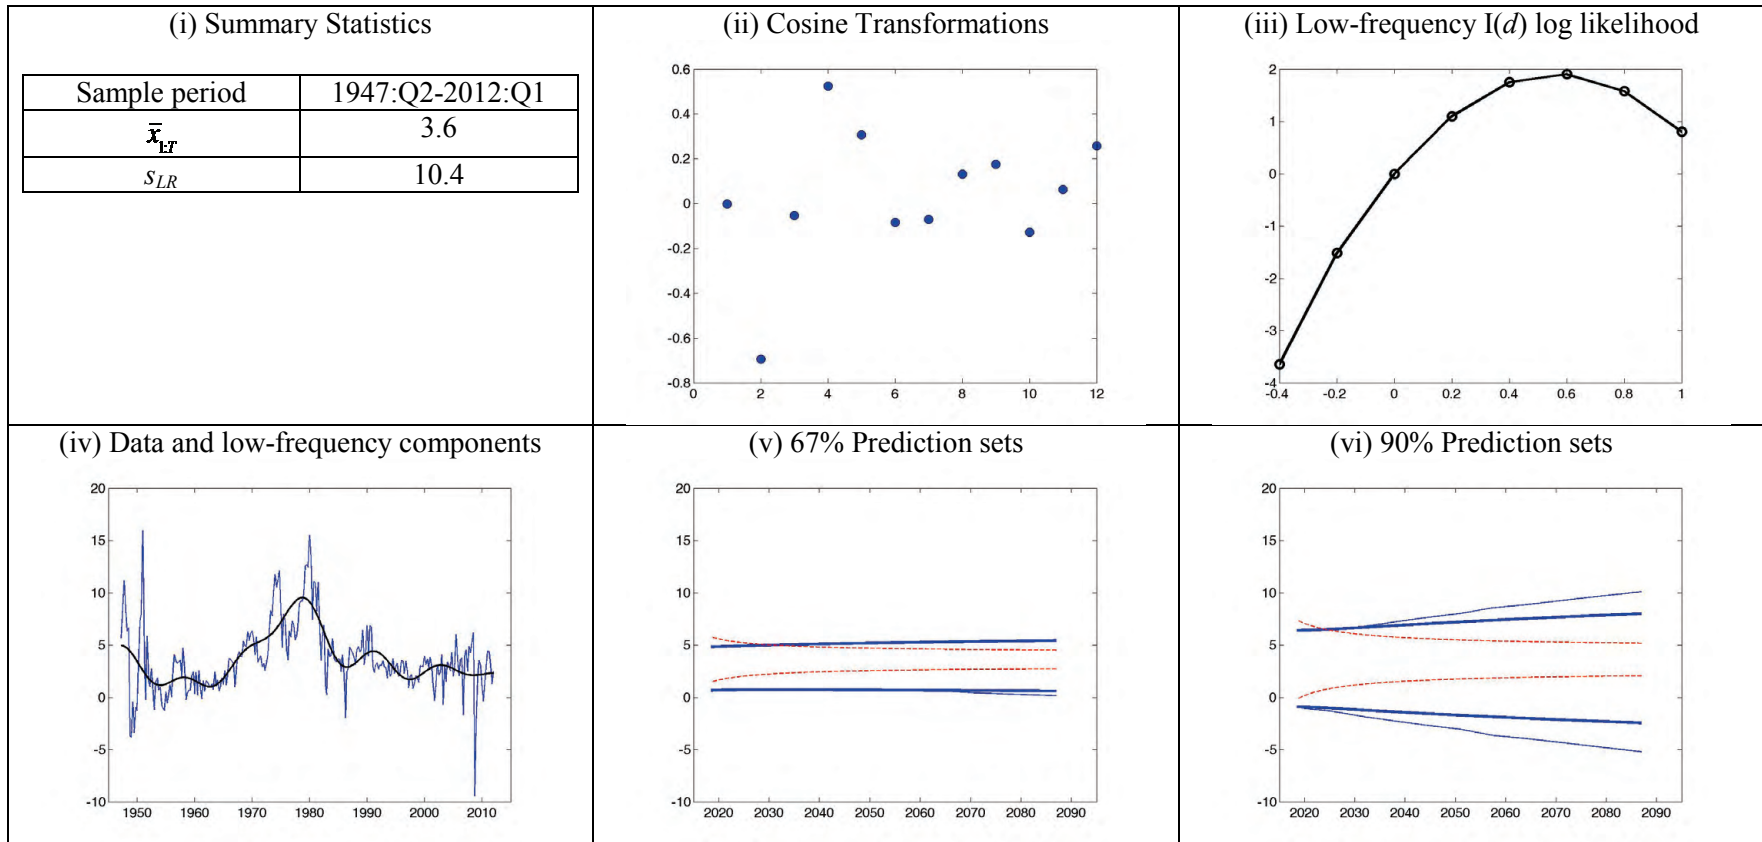 (i) Summary Statistics
Sample period 1947:Q2-2012:Q1
x̄1:T 3.6
sLR 10.4
(ii) Cosine Transformations
0.6
0.4
0.2
0
-0.2
-0.4
-0.6
-0.8
0 2 4 6 8 10 12
(iii) Low-frequency I(d) log likelihood
2
1
0
-1
-2
-3
-4
-0.4 -0.2 0 0.2 0.4 0.6 0.8 1
(iv) Data and low-frequency components
20
15
10
5
0
-5
-10
1950 1960 1970 1980 1990 2000 2010
(v) 67% Prediction sets
20
15
10
5
0
-5
-10
2020 2030 2040 2050 2060 2070 2080 2090
(vi) 90% Prediction sets
20
15
10
5
0
-5
-10
2020 2030 2040 2050 2060 2070 2080 2090